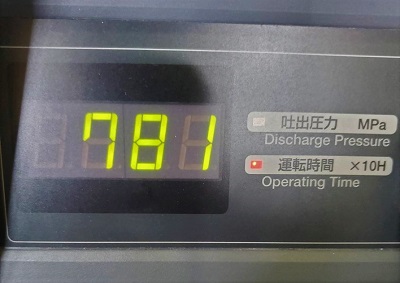 781
吐出圧力 MPa
Discharge Pressure
運転時間 ×10H
Operating Time